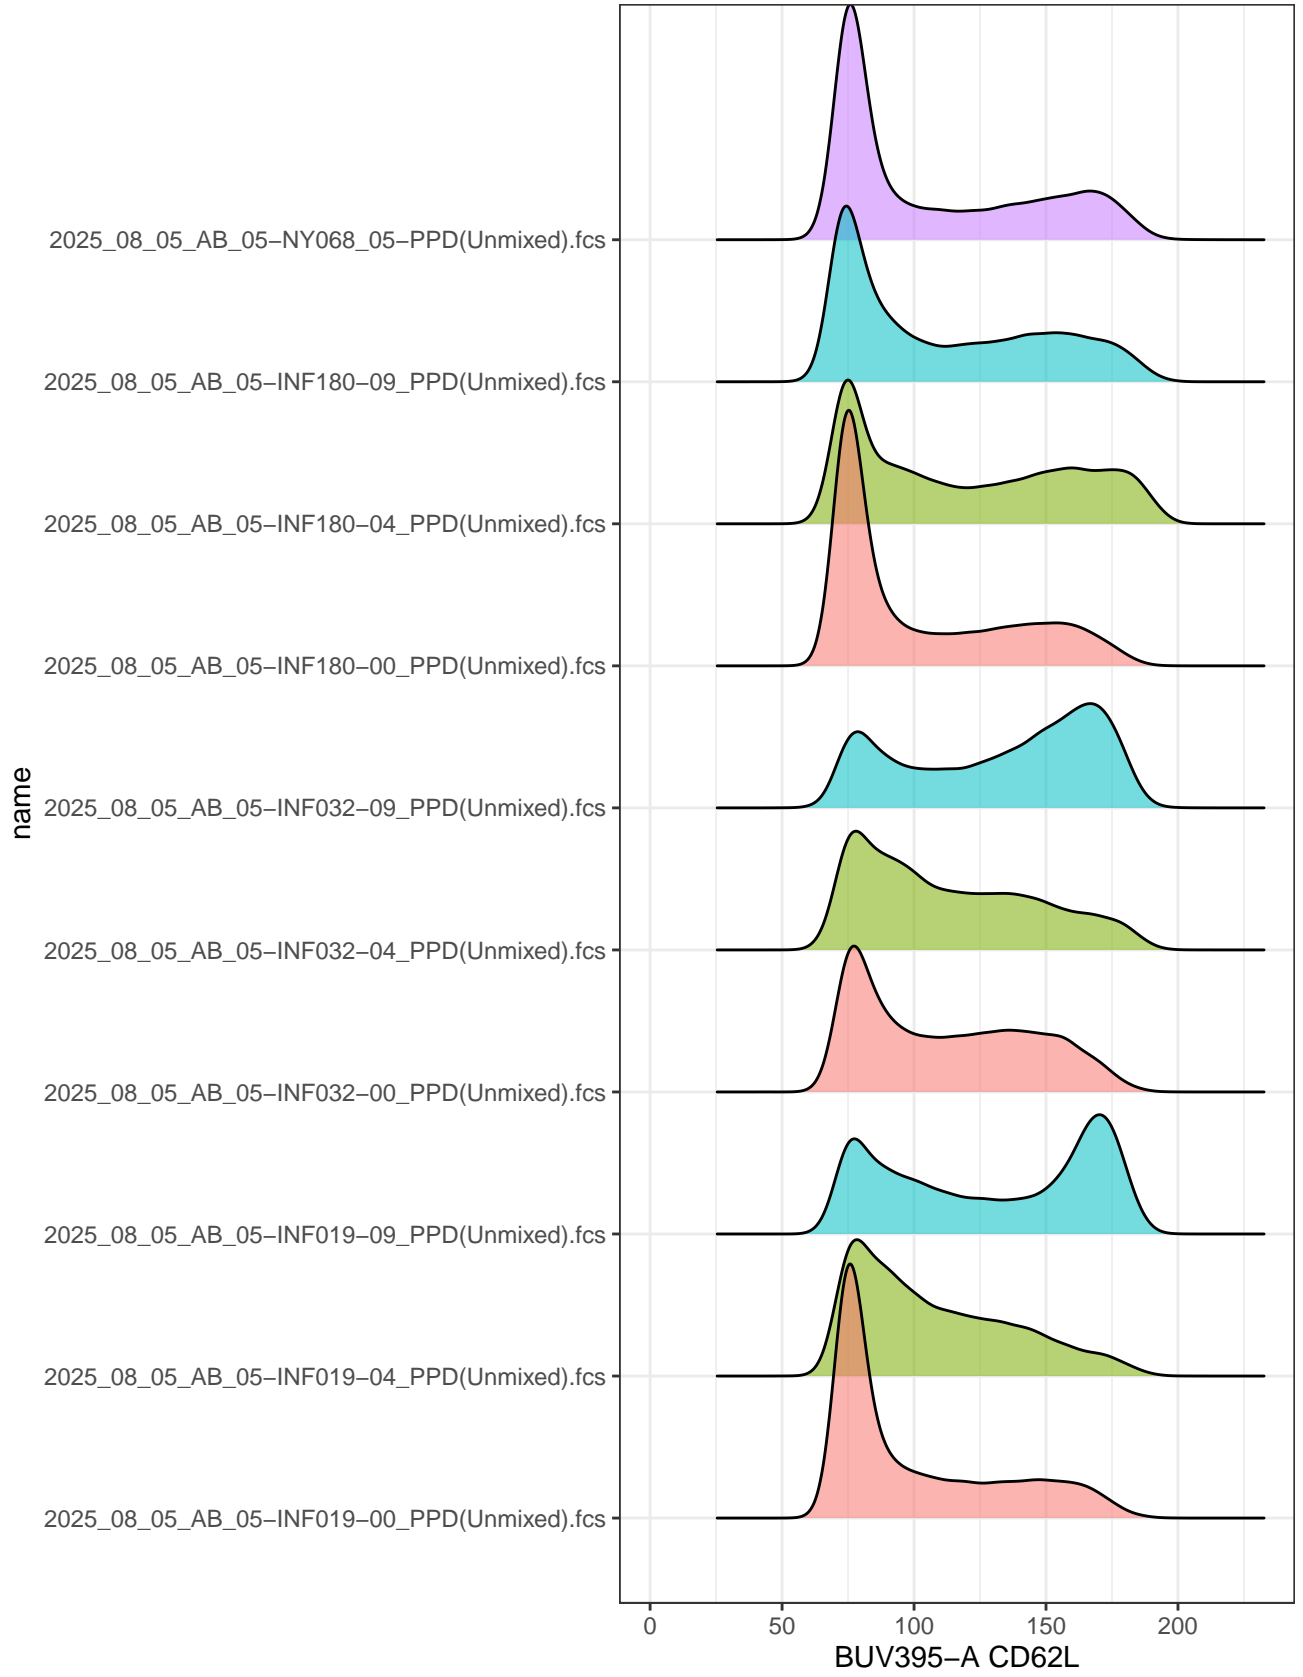 2025_08_05_AB_05−NY068_05−PPD(Unmixed).fcs
2025_08_05_AB_05−INF180−09_PPD(Unmixed).fcs
2025_08_05_AB_05−INF180−04_PPD(Unmixed).fcs
2025_08_05_AB_05−INF180−00_PPD(Unmixed).fcs
name
2025_08_05_AB_05−INF032−09_PPD(Unmixed).fcs
2025_08_05_AB_05−INF032−04_PPD(Unmixed).fcs
2025_08_05_AB_05−INF032−00_PPD(Unmixed).fcs
2025_08_05_AB_05−INF019−09_PPD(Unmixed).fcs
2025_08_05_AB_05−INF019−04_PPD(Unmixed).fcs
2025_08_05_AB_05−INF019−00_PPD(Unmixed).fcs
0 50 100 150 200
BUV395−A CD62L